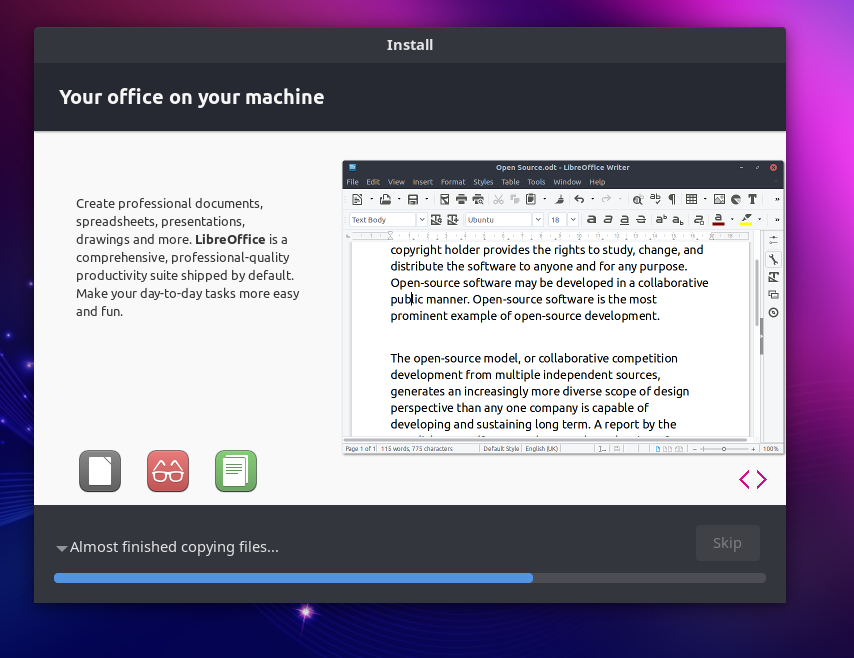 Install
Your office on your machine
Create professional documents,
spreadsheets, presentations,
drawings and more. LibreOffice is a
comprehensive, professional-quality
productivity suite shipped by default.
Make your day-to-day tasks more easy
and fun.
Open Source.odt - LibreOffice Writer
File Edit View Insert Format Styles Table Tools Window Help
Text Body Ubuntu 18
copyright holder provides the rights to study, change, and
distribute the software to anyone and for any purpose.
Open-source software may be developed in a collaborative
public manner. Open-source software is the most
prominent example of open-source development.
The open-source model, or collaborative competition
development from multiple independent sources,
generates an increasingly more diverse scope of design
perspective than any one company is capable of
developing and sustaining long term. A report by the
Page 1 of 1 115 words, 775 characters Default Style English (UK) 100%
Almost finished copying files...
Skip